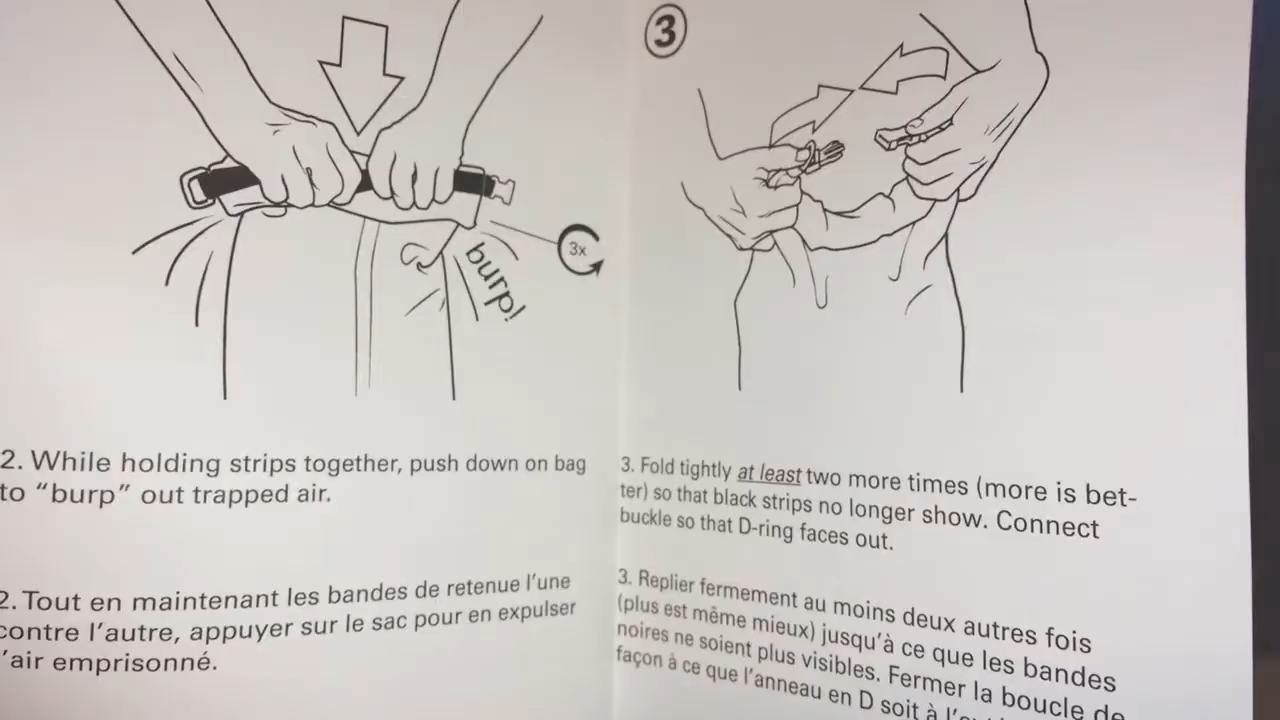 3x
burp!
2. While holding strips together, push down on bag
to “burp” out trapped air.
2. Tout en maintenant les bandes de retenue l’une
contre l’autre, appuyer sur le sac pour en expulser
l’air emprisonné.
3
3. Fold tightly at least two more times (more is bet-
ter) so that black strips no longer show. Connect
buckle so that D-ring faces out.
3. Replier fermement au moins deux autres fois
(plus est même mieux) jusqu’à ce que les bandes
noires ne soient plus visibles. Fermer la boucle de
façon à ce que l’anneau en D soit à